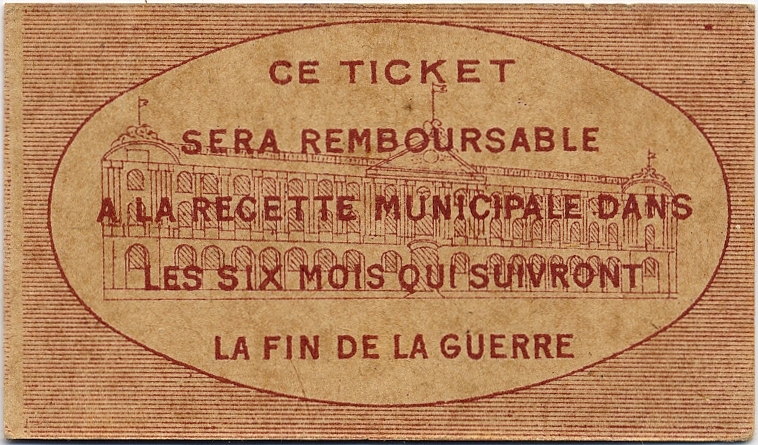 CE TICKET
SERA REMBOURSABLE
A LA RECETTE MUNICIPALE DANS
LES SIX MOIS QUI SUIVRONT
LA FIN DE LA GUERRE